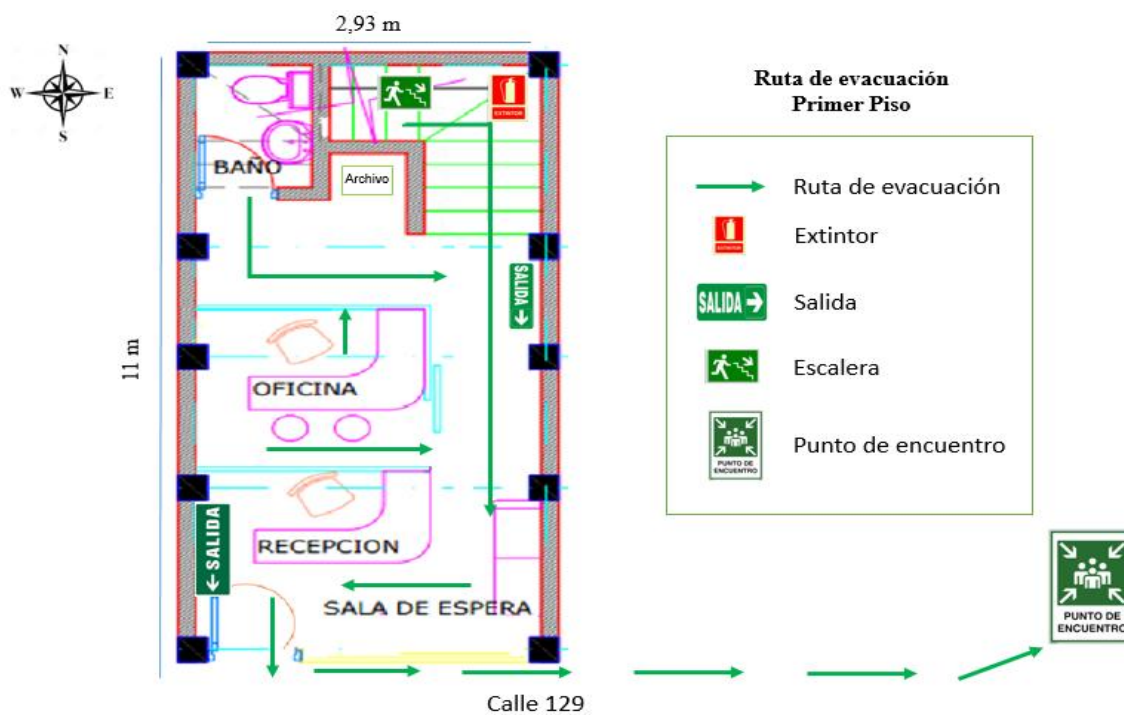 2,93 m
N
W
E
S
11 m
EXTINTOR
BAÑO
Archivo
SALIDA
OFICINA
SALIDA
RECEPCION
SALA DE ESPERA
Calle 129
Ruta de evacuación
Primer Piso
Ruta de evacuación
EXTINTOR
Extintor
SALIDA
Salida
Escalera
PUNTO DE
ENCUENTRO
Punto de encuentro
PUNTO DE
ENCUENTRO